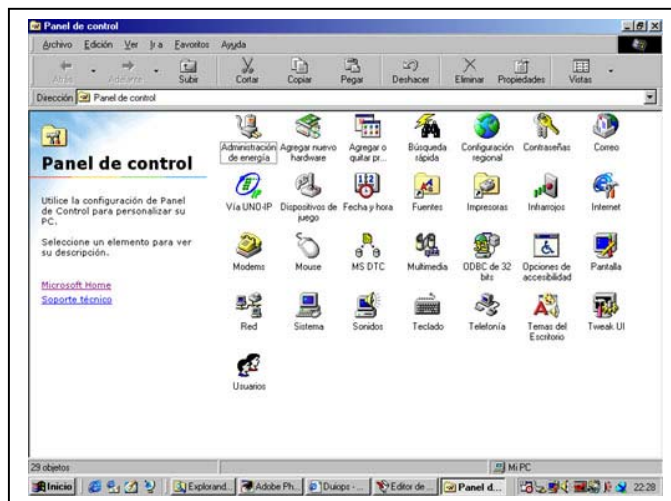 Panel de control
Archivo Edición Ver Ir a Favoritos Ayuda
Atrás Adelante Subir Cortar Copiar Pegar Deshacer Eliminar Propiedades Vistas
Dirección Panel de control
Panel de control
Utilice la configuración de Panel
de Control para personalizar su
PC.
Seleccione un elemento para ver
su descripción.
Microsoft Home
Soporte técnico
Administración de energía
Agregar nuevo hardware
Agregar o quitar pr...
Búsqueda rápida
Configuración regional
Contraseñas
Correo
Vía UNO-IP
Dispositivos de juego
Fecha y hora
Fuentes
Impresoras
Infrarrojos
Internet
Modems
Mouse
MS DTC
Multimedia
ODBC de 32 bits
Opciones de accesibilidad
Pantalla
Red
Sistema
Sonidos
Teclado
Telefonía
Temas del Escritorio
Tweak UI
Usuarios
29 objetos Mi PC
Inicio Explorand... Adobe Ph... Duiops - ... Editor de ... Panel d... 22:28